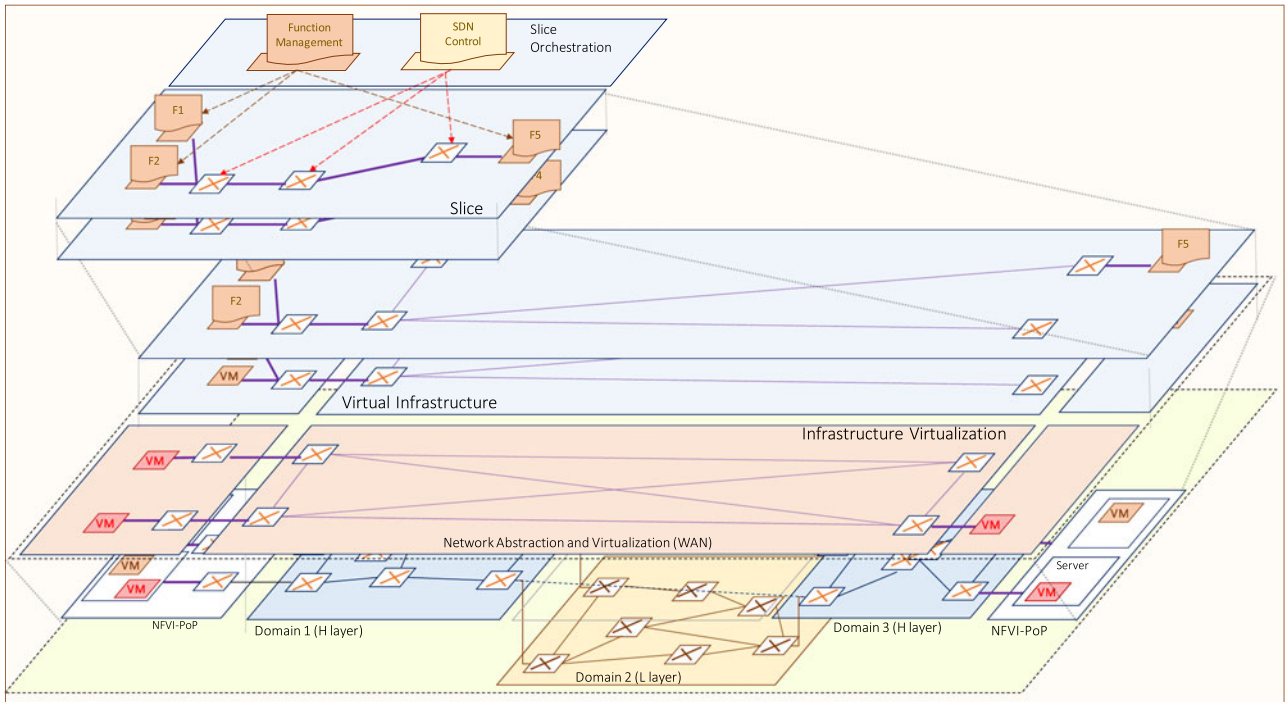 Function
Management
SDN
Control
Slice
Orchestration
F1
F2
F5
4
Slice
F5
F2
VM
Virtual Infrastructure
Infrastructure Virtualization
VM
VM
VM
Network Abstraction and Virtualization (WAN)
VM
VM
VM
Server
VM
NFVI-PoP
Domain 1 (H layer)
Domain 2 (L layer)
Domain 3 (H layer)
NFVI-PoP